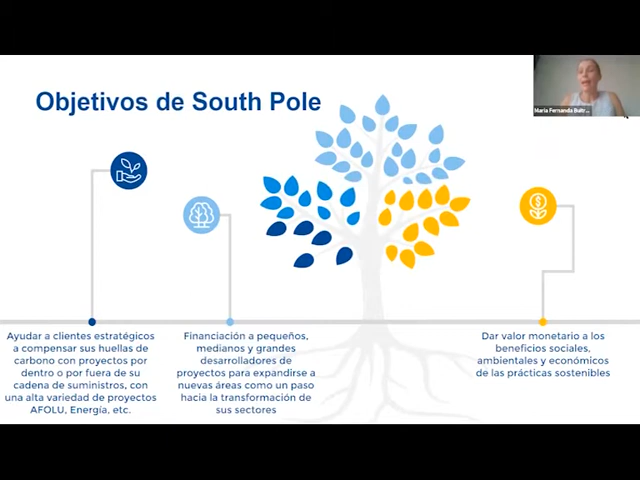 Objetivos de South Pole
Maria Fernanda Buitr...
Ayudar a clientes estratégicos
a compensar sus huellas de
carbono con proyectos por
dentro o por fuera de su
cadena de suministros, con
una alta variedad de proyectos
AFOLU, Energía, etc.
Financiación a pequeños,
medianos y grandes
desarrolladores de
proyectos para expandirse a
nuevas áreas como un paso
hacia la transformación de
sus sectores
Dar valor monetario a los
beneficios sociales,
ambientales y económicos
de las prácticas sostenibles